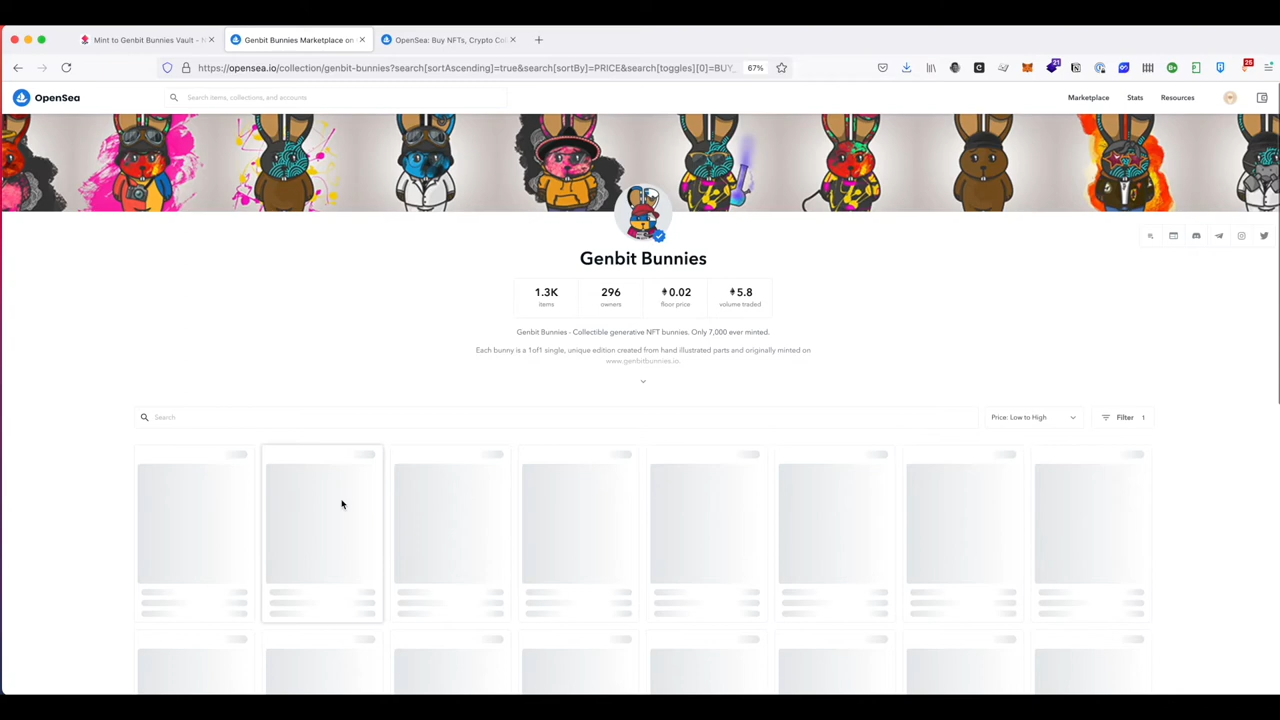 Mint to Genbit Bunnies Vault - N
Genbit Bunnies Marketplace on
OpenSea: Buy NFTs, Crypto Col
https://opensea.io/collection/genbit-bunnies?search[sortAscending]=true&search[sortBy]=PRICE&search[toggles][0]=BUY_
67%
21
26
OpenSea
Search items, collections, and accounts
Marketplace
Stats
Resources
Genbit Bunnies
1.3K 296 0.02 5.8
items owners floor price volume traded
Genbit Bunnies - Collectible generative NFT bunnies. Only 7,000 ever minted.
Each bunny is a 1of1 single, unique edition created from hand illustrated parts and originally minted on
www.genbitbunnies.io.
Search
Price: Low to High
Filter 1